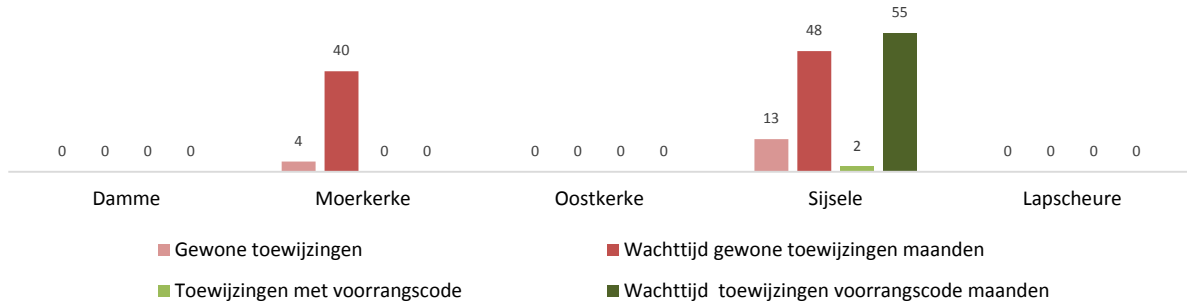 55
48
40
13
4
2
0 0 0 0
0 0
0 0 0 0
0 0 0 0
Damme Moerkerke Oostkerke Sijsele Lapscheure
Gewone toewijzingen Wachttijd gewone toewijzingen maanden
Toewijzingen met voorrangscode Wachttijd toewijzingen voorrangscode maanden